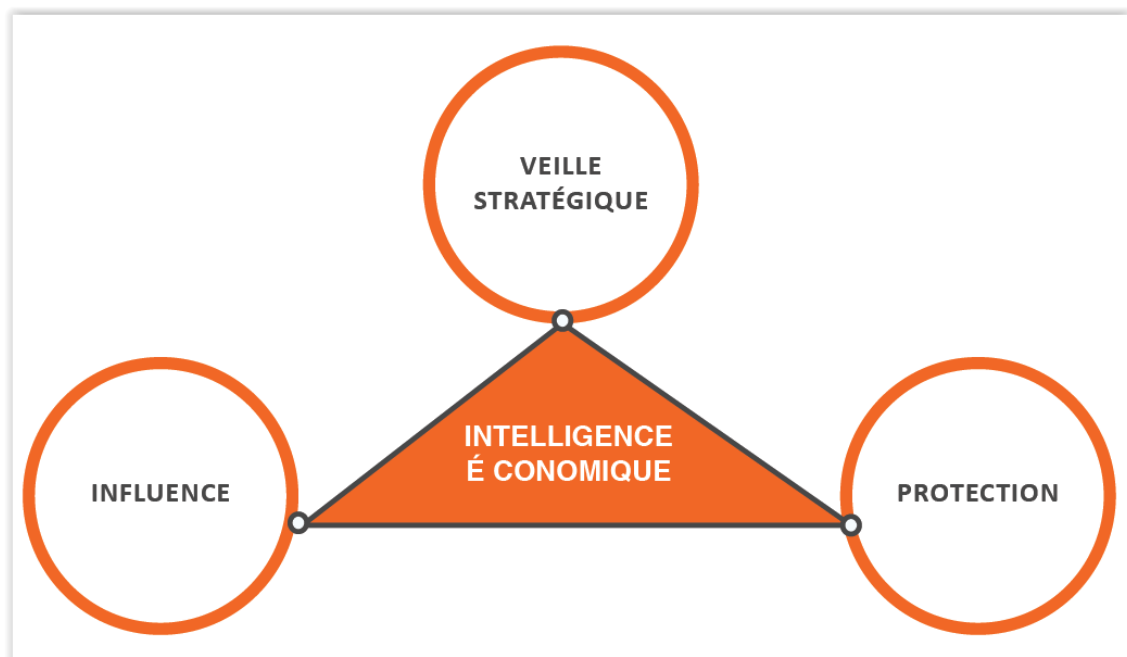 VEILLE
STRATÉGIQUE
INTELLIGENCE
É CONOMIQUE
INFLUENCE
PROTECTION